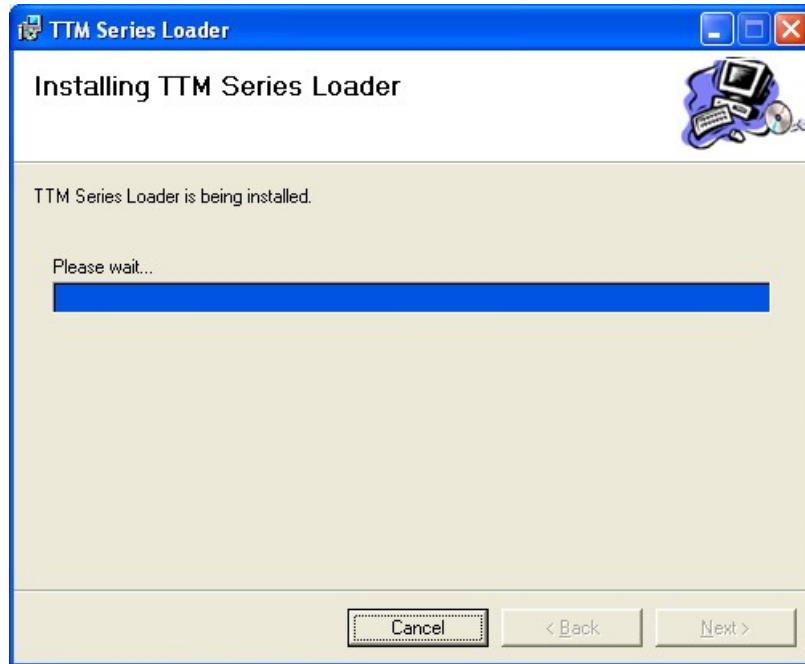 TTM Series Loader
Installing TTM Series Loader
TTM Series Loader is being installed.
Please wait...
Cancel
< Back
Next >